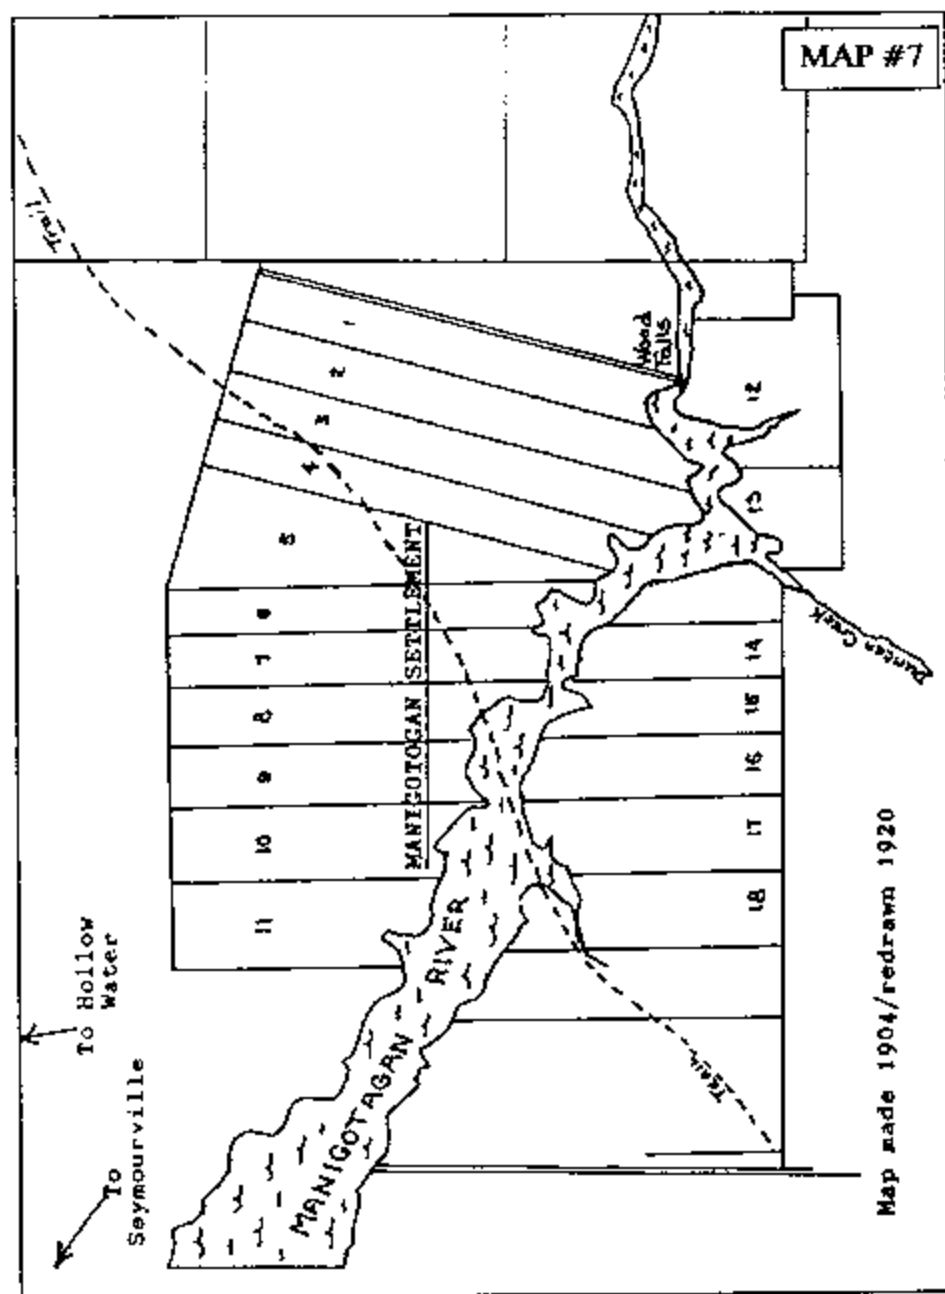 MAP #7
Trail
1
2
3
4
5
6
7
8
9
10
11
Wood
Falls
12
13
14
15
16
17
18
MANIGOTOGAN SETTLEMENT
Duncan Creek
MANIGOTAGAN
RIVER
Trail
To Hollow
Water
To
Seymourville
Map made 1904/redrawn 1920